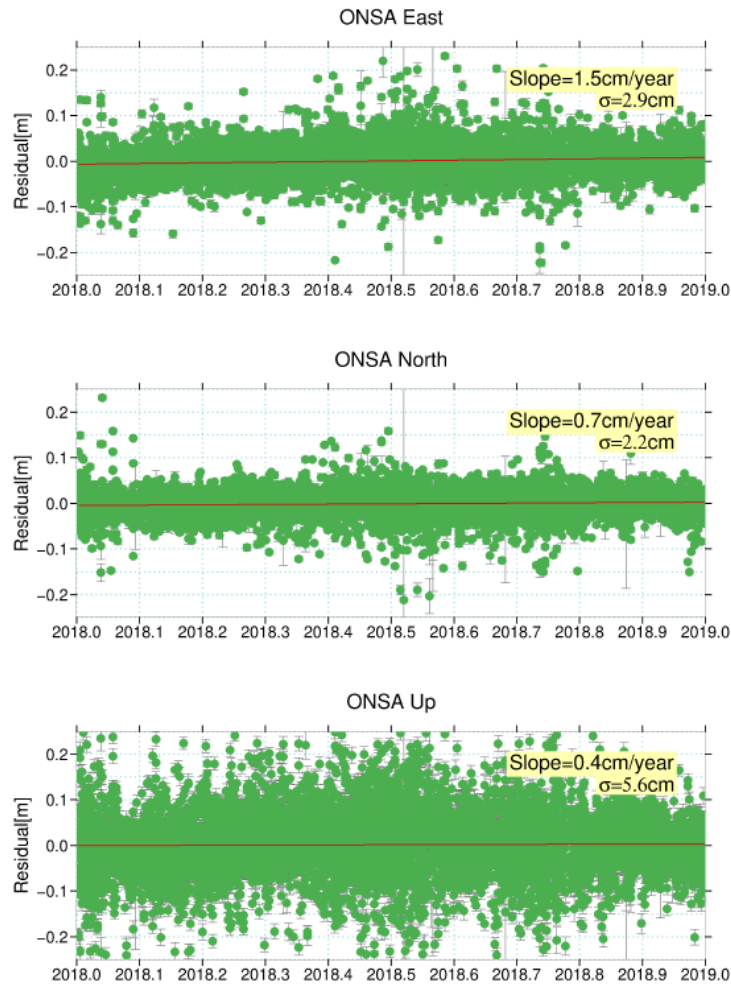 ONSA East
Residual[m]
0.2
0.1
0.0
−0.1
−0.2
Slope=1.5cm/year
σ=2.9cm
2018.0 2018.1 2018.2 2018.3 2018.4 2018.5 2018.6 2018.7 2018.8 2018.9 2019.0
ONSA North
Residual[m]
0.2
0.1
0.0
−0.1
−0.2
Slope=0.7cm/year
σ=2.2cm
2018.0 2018.1 2018.2 2018.3 2018.4 2018.5 2018.6 2018.7 2018.8 2018.9 2019.0
ONSA Up
Residual[m]
0.2
0.1
0.0
−0.1
−0.2
Slope=0.4cm/year
σ=5.6cm
2018.0 2018.1 2018.2 2018.3 2018.4 2018.5 2018.6 2018.7 2018.8 2018.9 2019.0